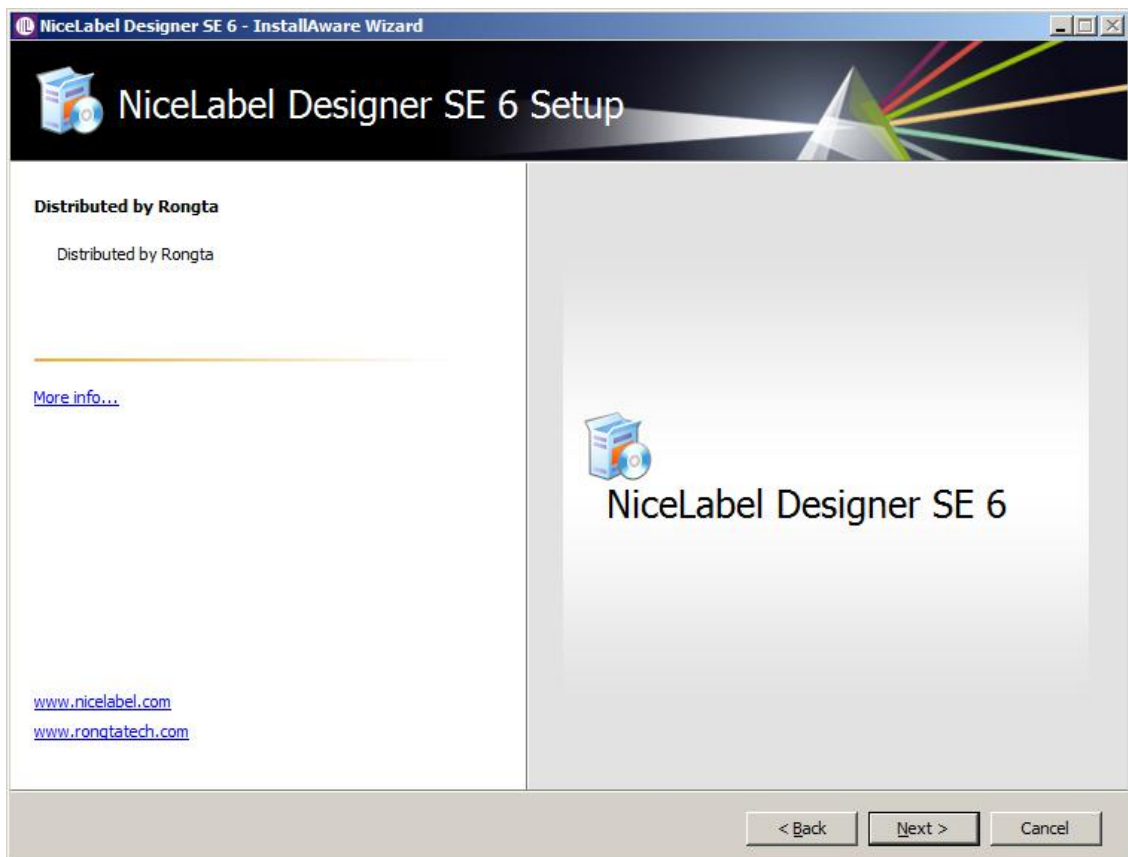 NiceLabel Designer SE 6 - InstallAware Wizard
NiceLabel Designer SE 6 Setup
Distributed by Rongta
Distributed by Rongta
More info...
NiceLabel Designer SE 6
www.nicelabel.com
www.rongtatech.com
< Back
Next >
Cancel